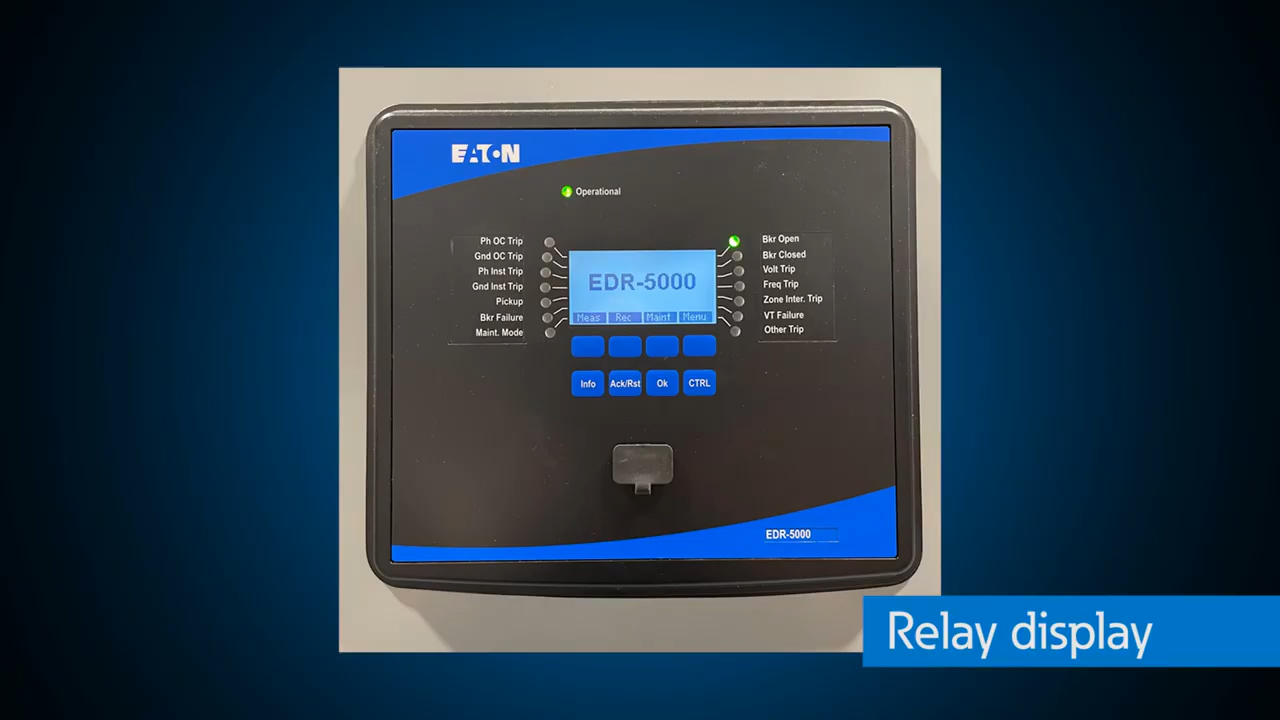 EATON
Operational
Ph OC Trip
Gnd OC Trip
Ph Inst Trip
Gnd Inst Trip
Pickup
Bkr Failure
Maint. Mode
EDR-5000
Meas Rec Maint Menu
Bkr Open
Bkr Closed
Volt Trip
Freq Trip
Zone Inter. Trip
VT Failure
Other Trip
Info Ack/Rst Ok CTRL
EDR-5000
Relay display